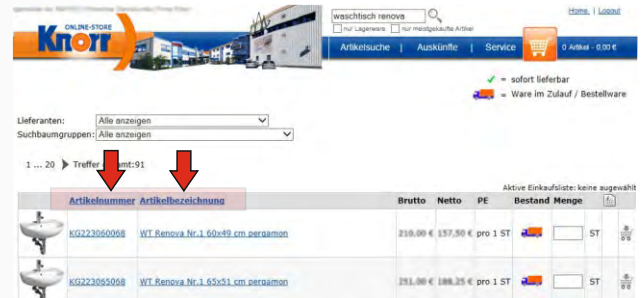 ONLINE-STORE
Knorr
waschtisch renova
nur Lagerware nur meistgekaufte Artikel
Home | Logout
Artikelsuche | Auskünfte | Service
0 Artikel - 0,00 €
✓ = sofort lieferbar
= Ware im Zulauf / Bestellware
Lieferanten: Alle anzeigen
Suchbaumgruppen: Alle anzeigen
1 ... 20 Treffer :91
Aktive Einkaufsliste: keine ausgewählt
Artikelnummer Artikelbezeichnung Brutto Netto PE Bestand Menge
KG223060068 WT Renova Nr.1 60x49 cm pergamon 210,00 € 157,50 € pro 1 ST ST
KG223065068 WT Renova Nr.1 65x51 cm pergamon 251,00 € 188,25 € pro 1 ST ST